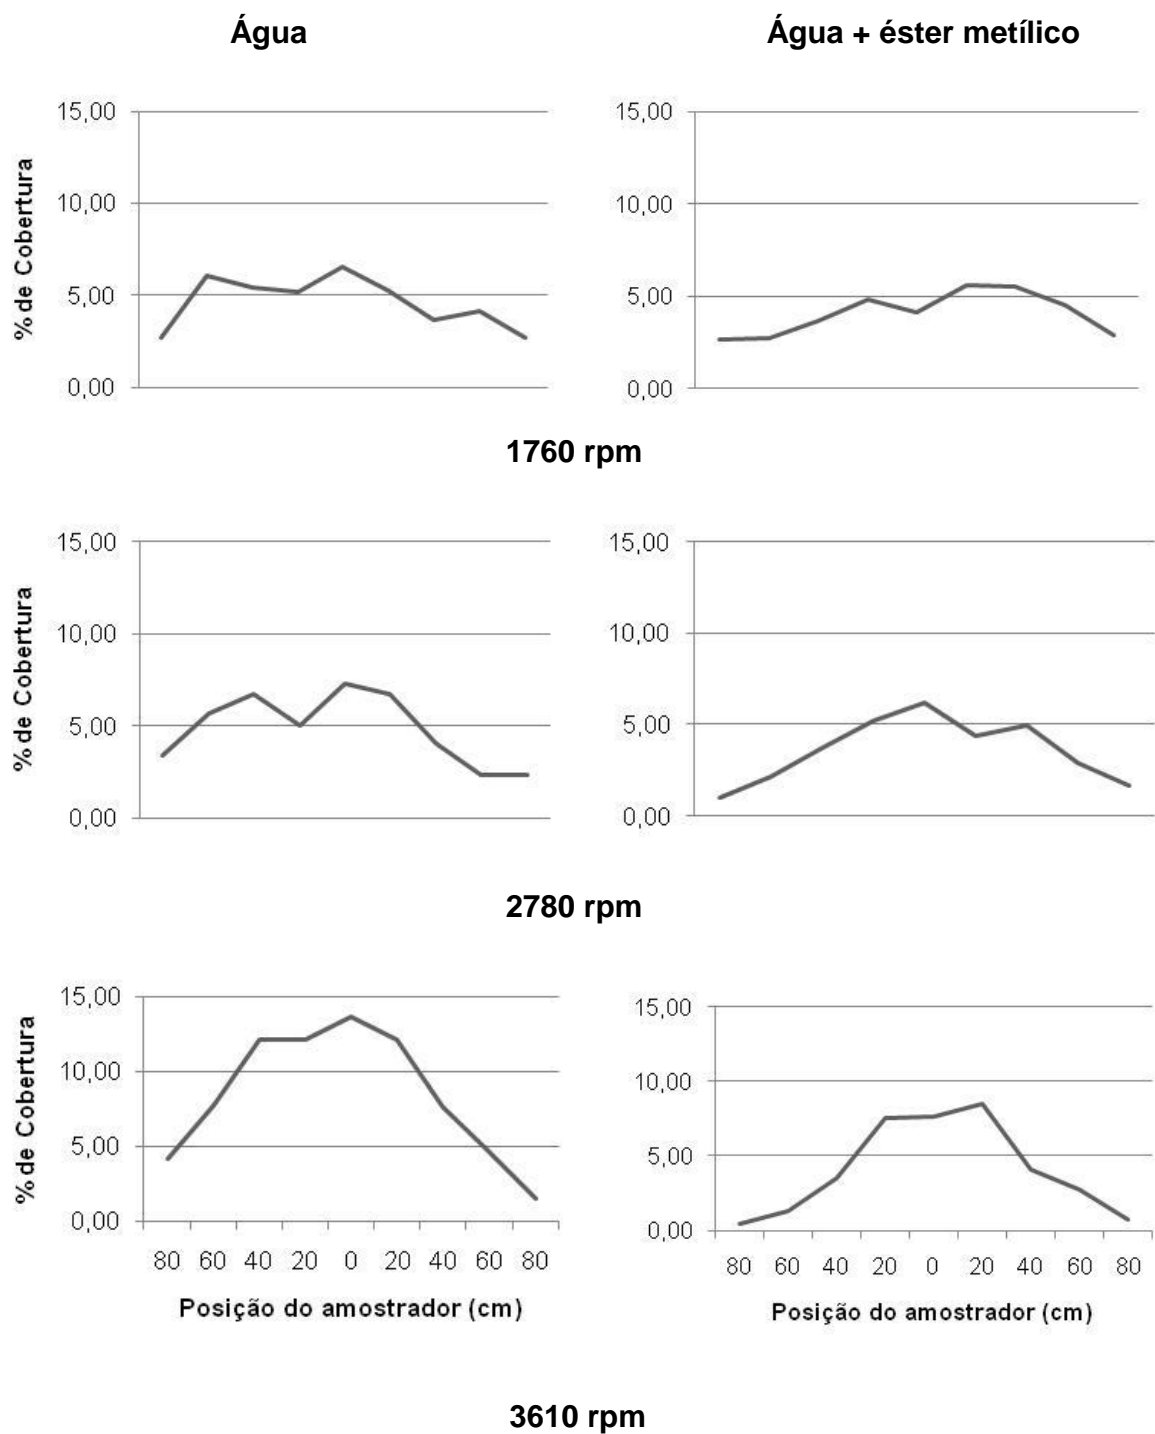 Água
Água + éster metílico
% de Cobertura
15,00
10,00
5,00
0,00
15,00
10,00
5,00
0,00
1760 rpm
% de Cobertura
15,00
10,00
5,00
0,00
15,00
10,00
5,00
0,00
2780 rpm
% de Cobertura
15,00
10,00
5,00
0,00
80 60 40 20 0 20 40 60 80
Posição do amostrador (cm)
15,00
10,00
5,00
0,00
80 60 40 20 0 20 40 60 80
Posição do amostrador (cm)
3610 rpm